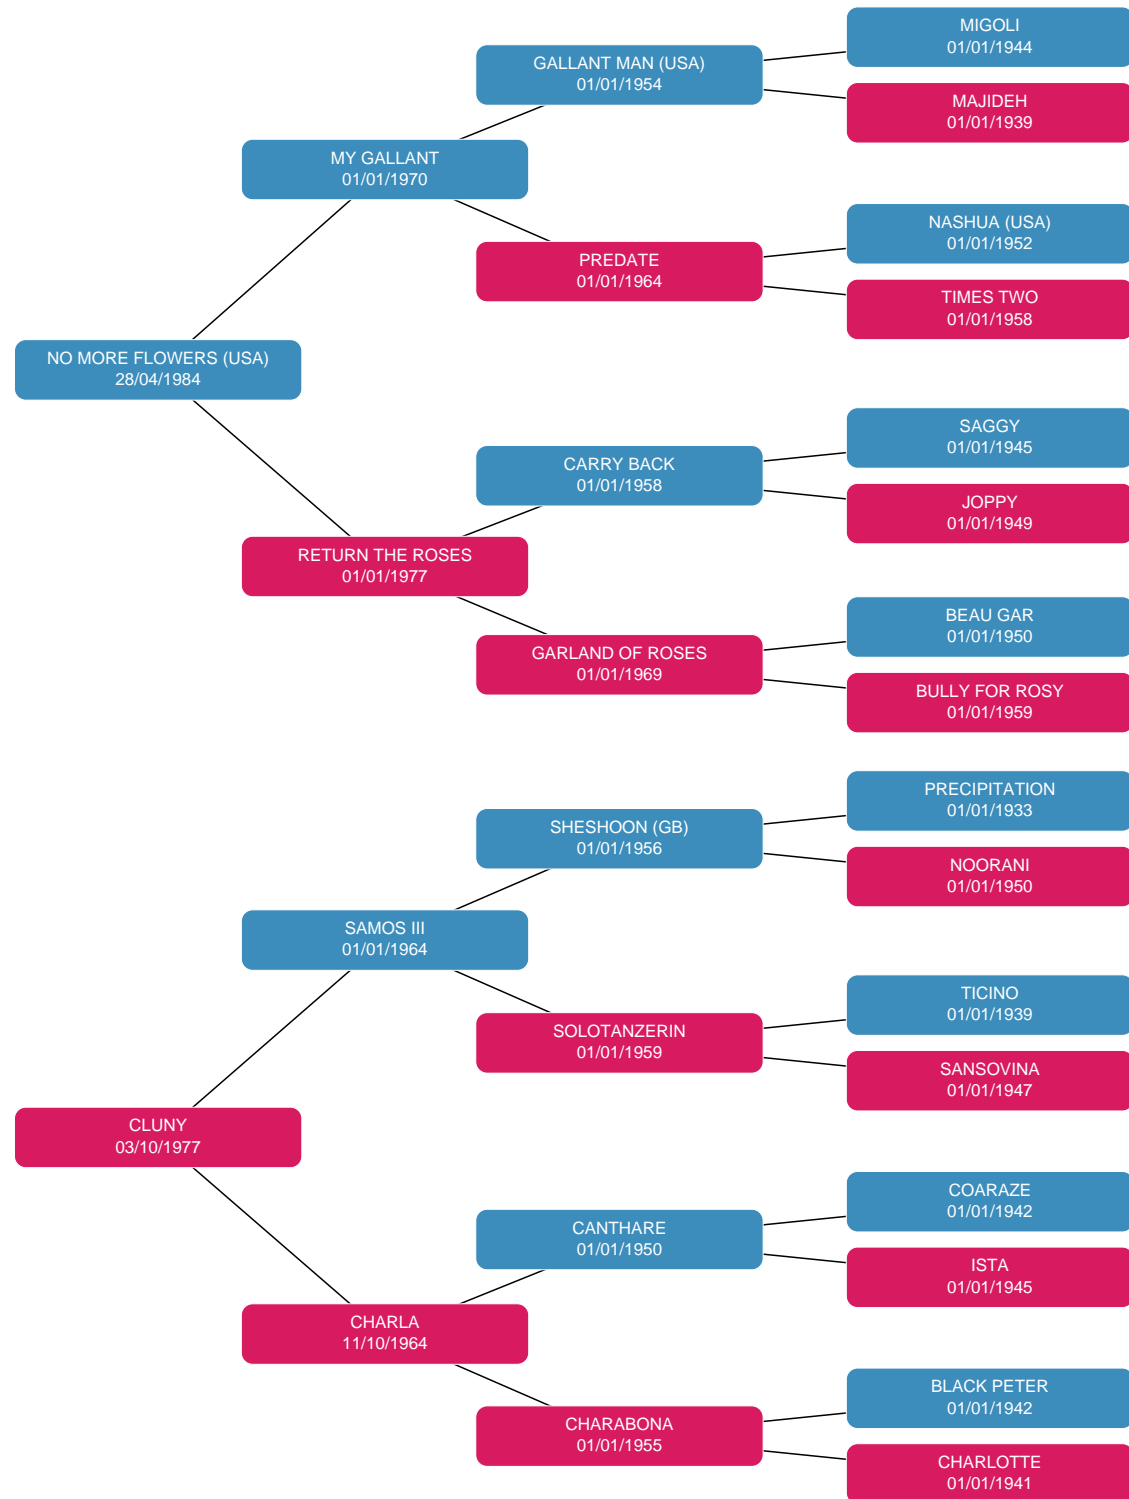 MIGOLI
01/01/1944
GALLANT MAN (USA)
01/01/1954
MAJIDEH
01/01/1939
MY GALLANT
01/01/1970
NASHUA (USA)
01/01/1952
PREDATE
01/01/1964
TIMES TWO
01/01/1958
NO MORE FLOWERS (USA)
28/04/1984
SAGGY
01/01/1945
CARRY BACK
01/01/1958
JOPPY
01/01/1949
RETURN THE ROSES
01/01/1977
BEAU GAR
01/01/1950
GARLAND OF ROSES
01/01/1969
BULLY FOR ROSY
01/01/1959
PRECIPITATION
01/01/1933
SHESHOON (GB)
01/01/1956
NOORANI
01/01/1950
SAMOS III
01/01/1964
TICINO
01/01/1939
SOLOTANZERIN
01/01/1959
SANSOVINA
01/01/1947
CLUNY
03/10/1977
COARAZE
01/01/1942
CANTHARE
01/01/1950
ISTA
01/01/1945
CHARLA
11/10/1964
BLACK PETER
01/01/1942
CHARABONA
01/01/1955
CHARLOTTE
01/01/1941